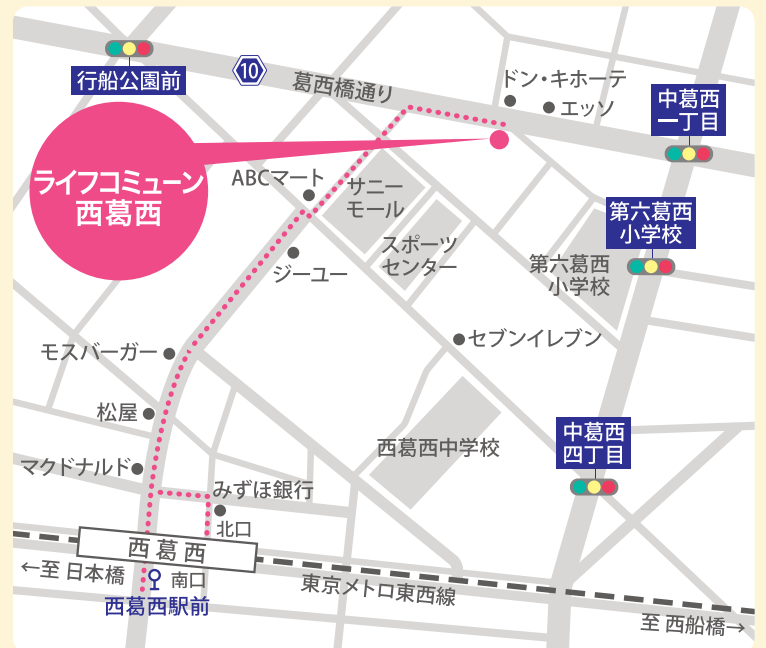 行船公園前
10
葛西橋通り
ドン・キホーテ
エッソ
中葛西
一丁目
ライフコミューン
西葛西
ABCマート
サニー
モール
第六葛西
小学校
スポーツ
センター
ジーユー
第六葛西
小学校
モスバーガー
セブンイレブン
松屋
西葛西中学校
中葛西
四丁目
マクドナルド
みずほ銀行
北口
西葛西
←至 日本橋
南口
東京メトロ東西線
西葛西駅前
至 西船橋→